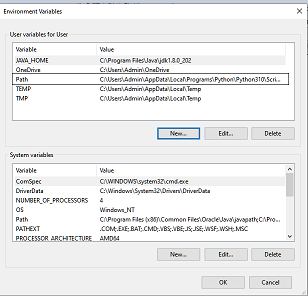 Environment Variables
User variables for User
Variable Value
JAVA_HOME C:\Program Files\Java\jdk1.8.0_202
OneDrive C:\Users\Admin\OneDrive
Path C:\Users\Admin\AppData\Local\Programs\Python\Python310\Scri...
TEMP C:\Users\Admin\AppData\Local\Temp
TMP C:\Users\Admin\AppData\Local\Temp
New... Edit... Delete
System variables
Variable Value
ComSpec C:\WINDOWS\system32\cmd.exe
DriverData C:\Windows\System32\Drivers\DriverData
NUMBER_OF_PROCESSORS 4
OS Windows_NT
Path C:\Program Files (x86)\Common Files\Oracle\Java\javapath;C:\Pro...
PATHEXT .COM;.EXE;.BAT;.CMD;.VBS;.VBE;.JS;.JSE;.WSF;.WSH;.MSC
PROCESSOR_ARCHITECTURE AMD64
New... Edit... Delete
OK Cancel